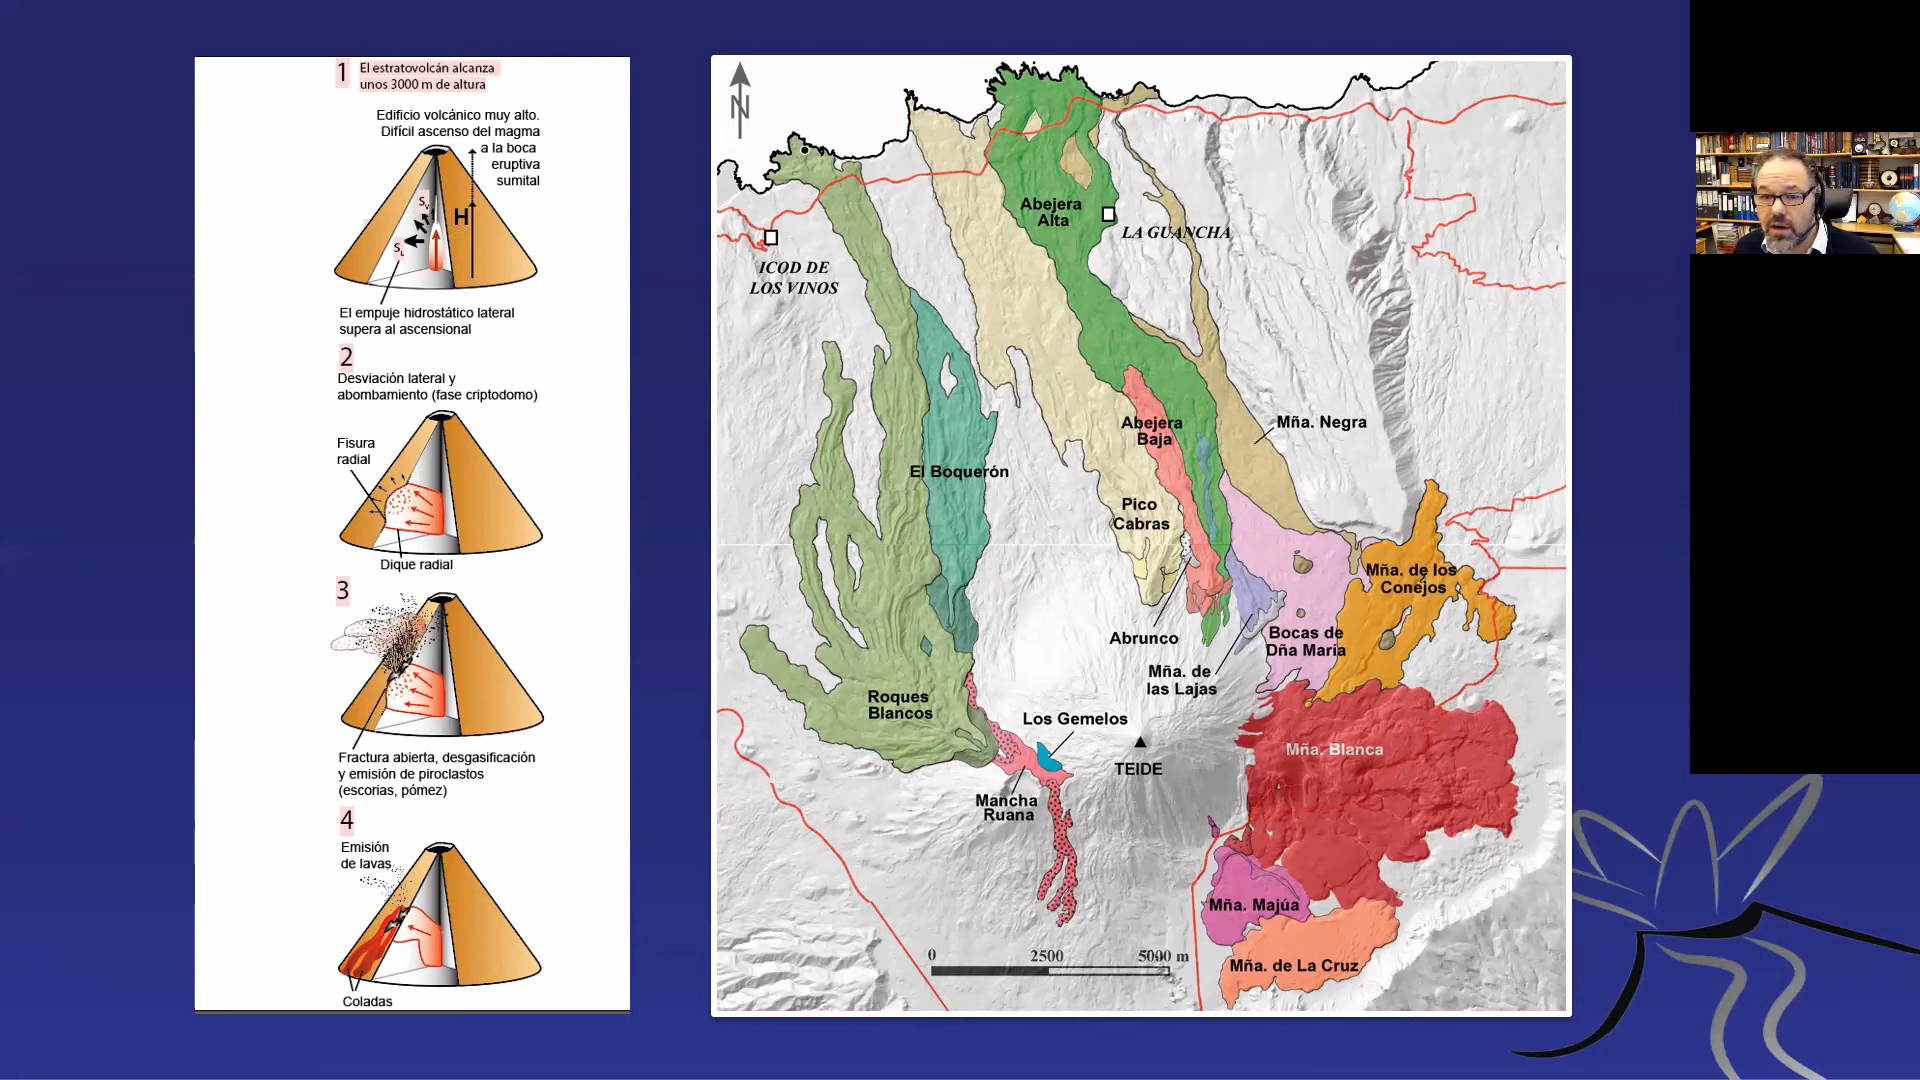 1
El estratovolcán alcanza
unos 3000 m de altura
Edificio volcánico muy alto.
Difícil ascenso del magma
a la boca
eruptiva
sumital
Sv
H
SL
El empuje hidrostático lateral
supera al ascensional
2
Desviación lateral y
abombamiento (fase criptodomo)
Fisura
radial
Dique radial
3
Fractura abierta, desgasificación
y emisión de piroclastos
(escorias, pómez)
4
Emisión
de lavas
Coladas
N
Abejera
Alta
LA GUANCHA
ICOD DE
LOS VINOS
Abejera
Baja
Mña. Negra
El Boquerón
Pico
Cabras
Mña. de los
Conejos
Abrunco
Bocas de
Dña María
Mña. de
las Lajas
Roques
Blancos
Los Gemelos
Mña. Blanca
TEIDE
Mancha
Ruana
Mña. Majúa
0 2500 5000 m
Mña. de La Cruz